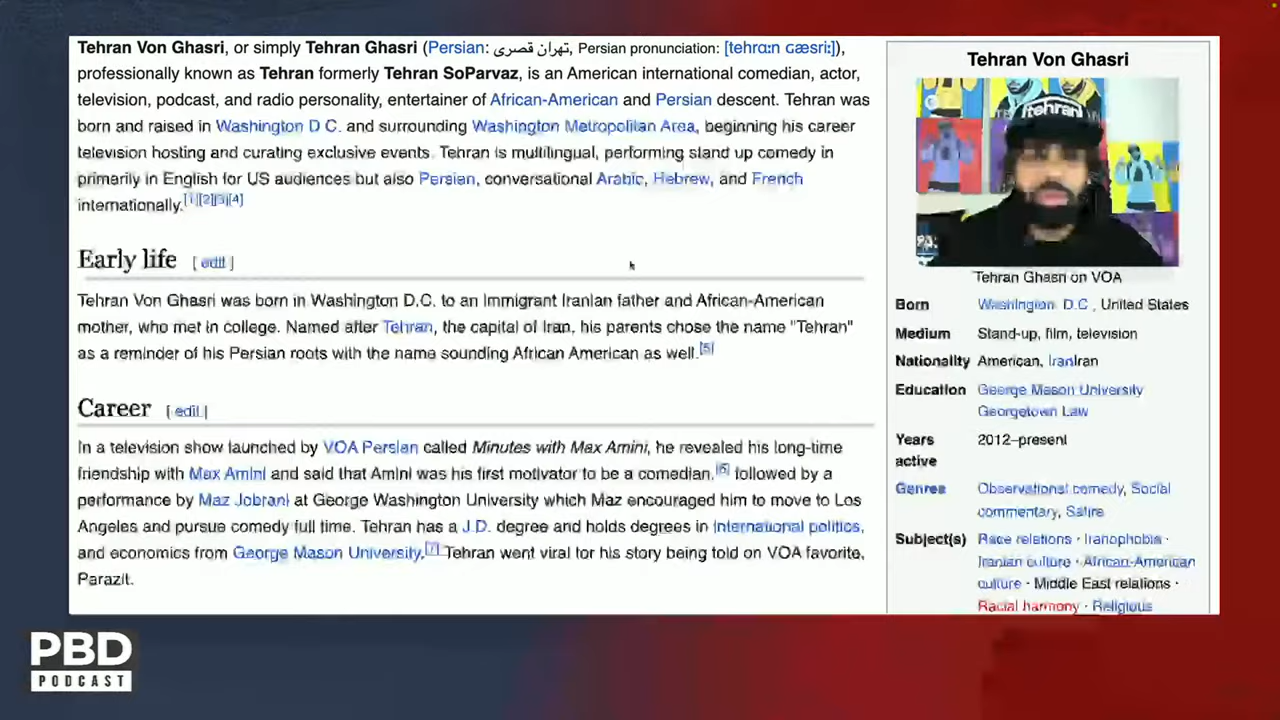 Tehran Von Ghasri, or simply Tehran Ghasri (Persian: تهران قصری, Persian pronunciation: [tehrɑːn ɢæsriː]),
professionally known as Tehran formerly Tehran SoParvaz, is an American international comedian, actor,
television, podcast, and radio personality, entertainer of African-American and Persian descent. Tehran was
born and raised in Washington D C. and surrounding Washington Metropolitan Area, beginning his career
television hosting and curating exclusive events. Tehran is multilingual, performing stand up comedy in
primarily in English for US audiences but also Persian, conversational Arabic, Hebrew, and French
internationally.[1][2][3][4]
Early life [ edit ]
Tehran Von Ghasri was born in Washington D.C. to an immigrant Iranian father and African-American
mother, who met in college. Named after Tehran, the capital of Iran, his parents chose the name "Tehran"
as a reminder of his Persian roots with the name sounding African American as well.[5]
Career [ edit ]
In a television show launched by VOA Persian called Minutes with Max Amini, he revealed his long-time
friendship with Max Amini and said that Amini was his first motivator to be a comedian.[6] followed by a
performance by Maz Jobrani at George Washington University which Maz encouraged him to move to Los
Angeles and pursue comedy full time. Tehran has a J.D. degree and holds degrees in International politics,
and economics from George Mason University.[7] Tehran went viral for his story being told on VOA favorite,
Parazit.
Tehran Von Ghasri
tehran
Tehran Ghasri on VOA
Born Washington, D.C., United States
Medium Stand-up, film, television
Nationality American, IranIran
Education George Mason University
Georgetown Law
Years active 2012–present
Genres Observational comedy, Social
commentary, Satire
Subject(s) Race relations · Iranophobia ·
Iranian culture · African-American
culture · Middle East relations ·
Racial harmony · Religious
PBD
PODCAST